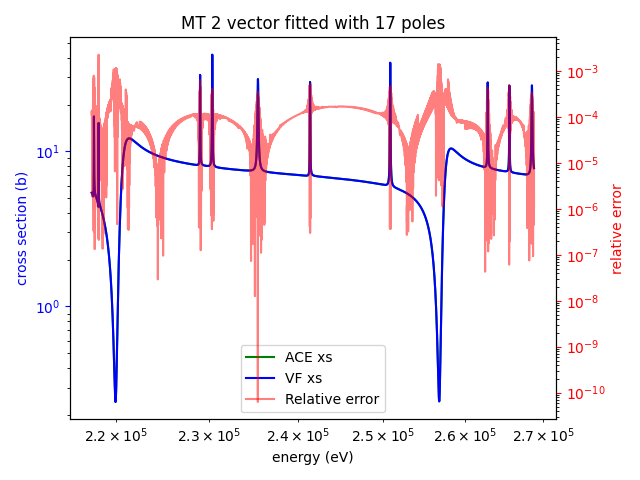 MT 2 vector fitted with 17 poles
cross section (b)
10¹
10⁰
relative error
10⁻³
10⁻⁴
10⁻⁵
10⁻⁶
10⁻⁷
10⁻⁸
10⁻⁹
10⁻¹⁰
ACE xs
VF xs
Relative error
2.2 × 10⁵ 2.3 × 10⁵ 2.4 × 10⁵ 2.5 × 10⁵ 2.6 × 10⁵ 2.7 × 10⁵
energy (eV)